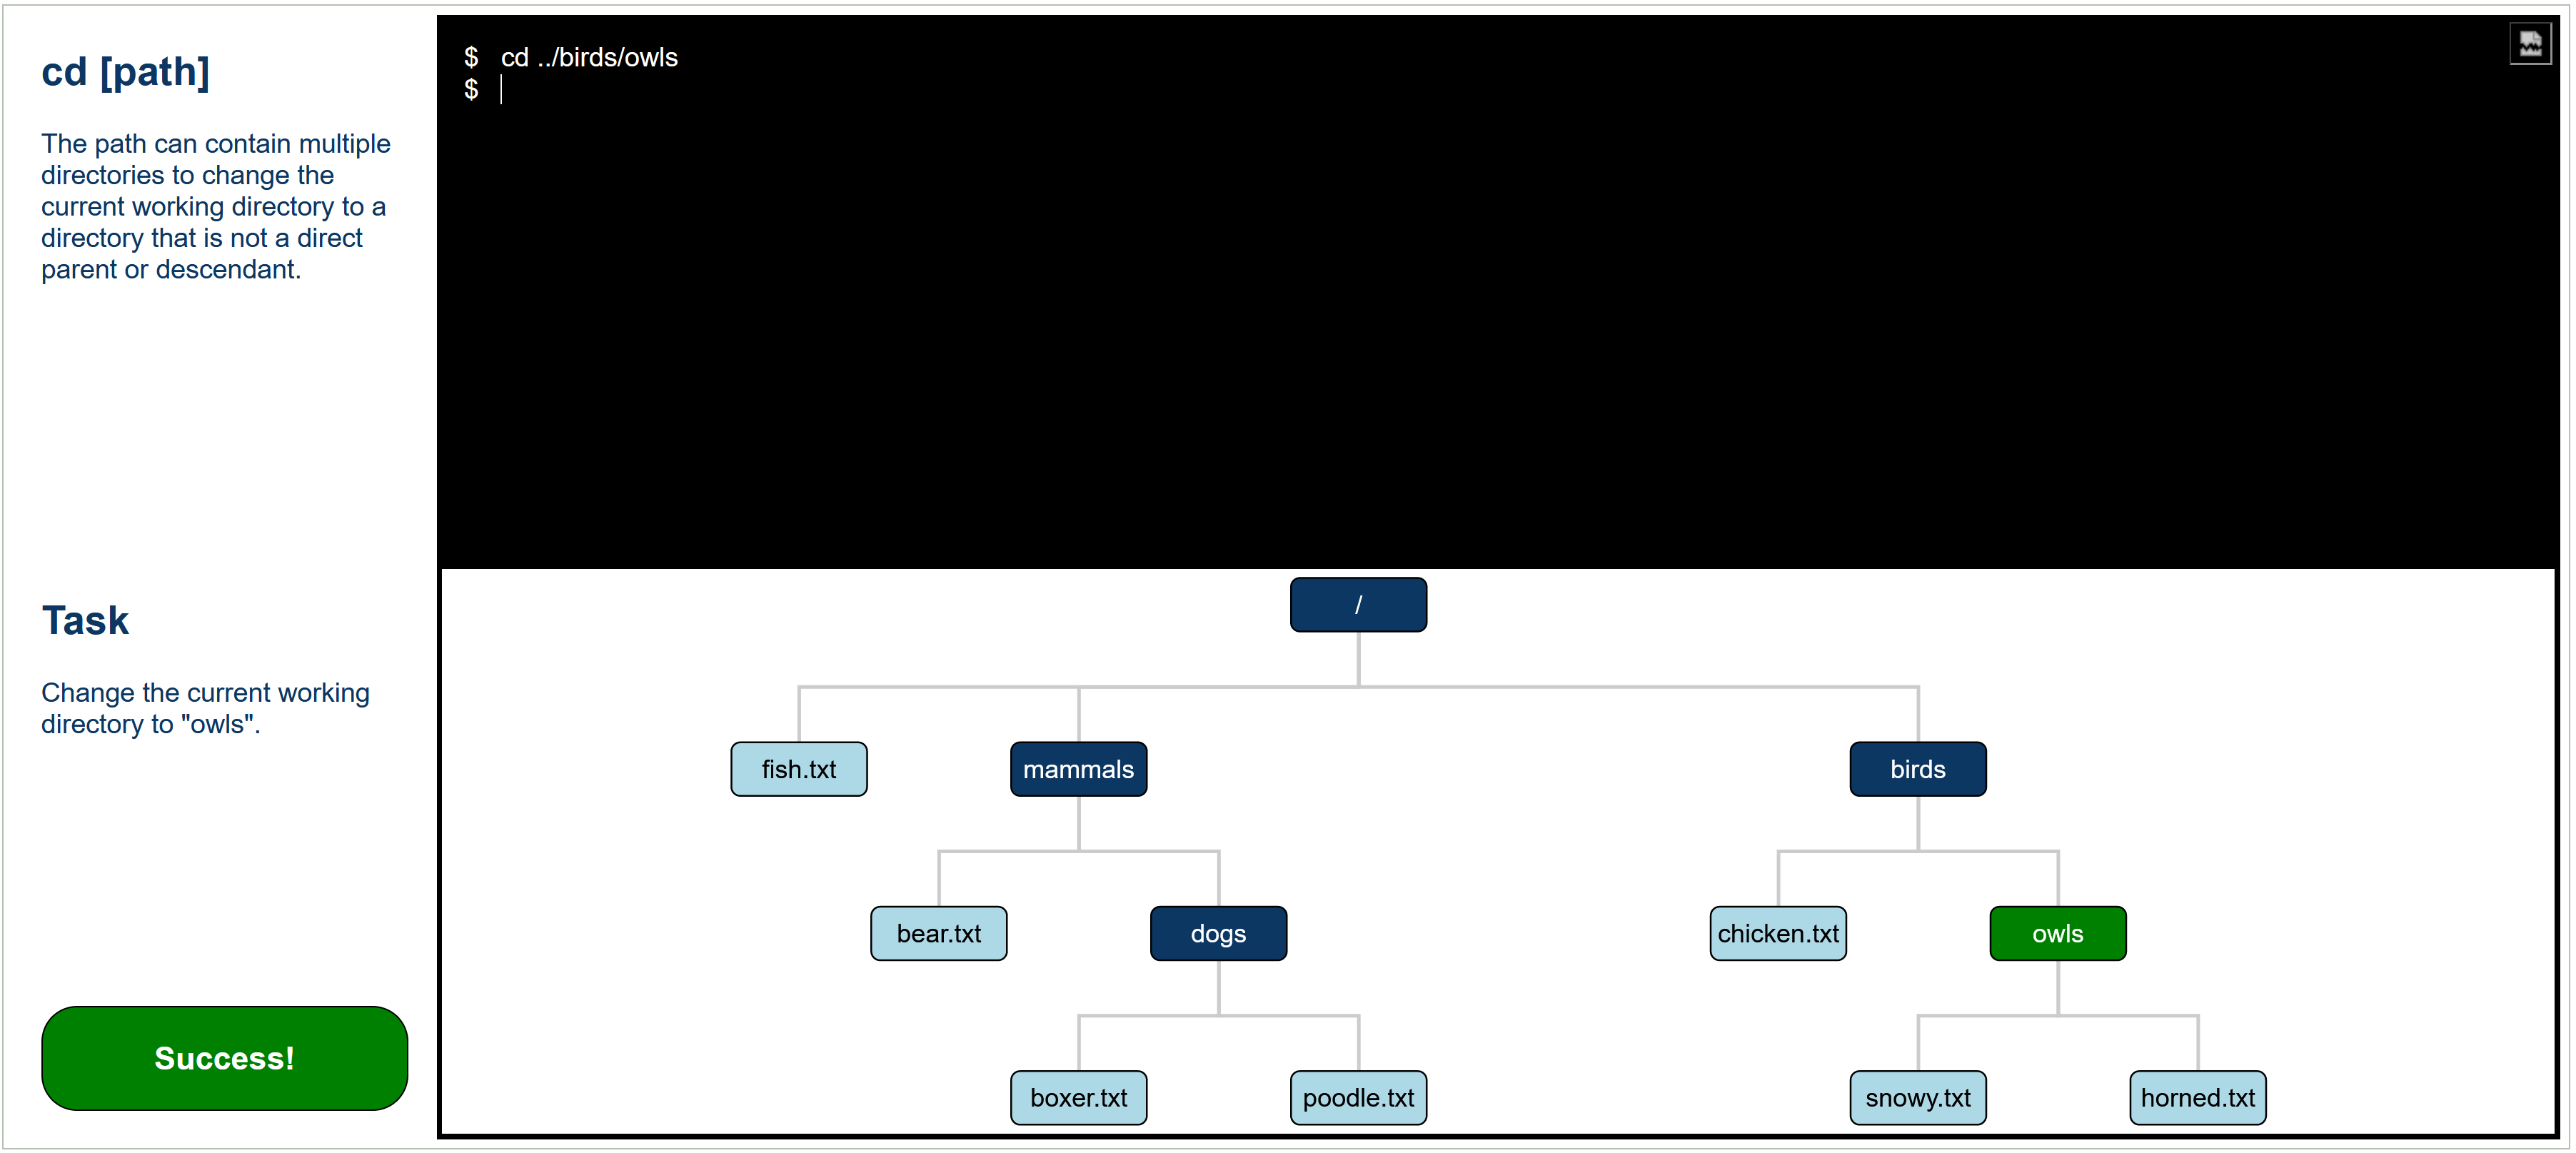 cd [path]
The path can contain multiple
directories to change the
current working directory to a
directory that is not a direct
parent or descendant.
Task
Change the current working
directory to "owls".
Success!
$ cd ../birds/owls
$
/
fish.txt mammals birds
bear.txt dogs chicken.txt owls
boxer.txt poodle.txt snowy.txt horned.txt